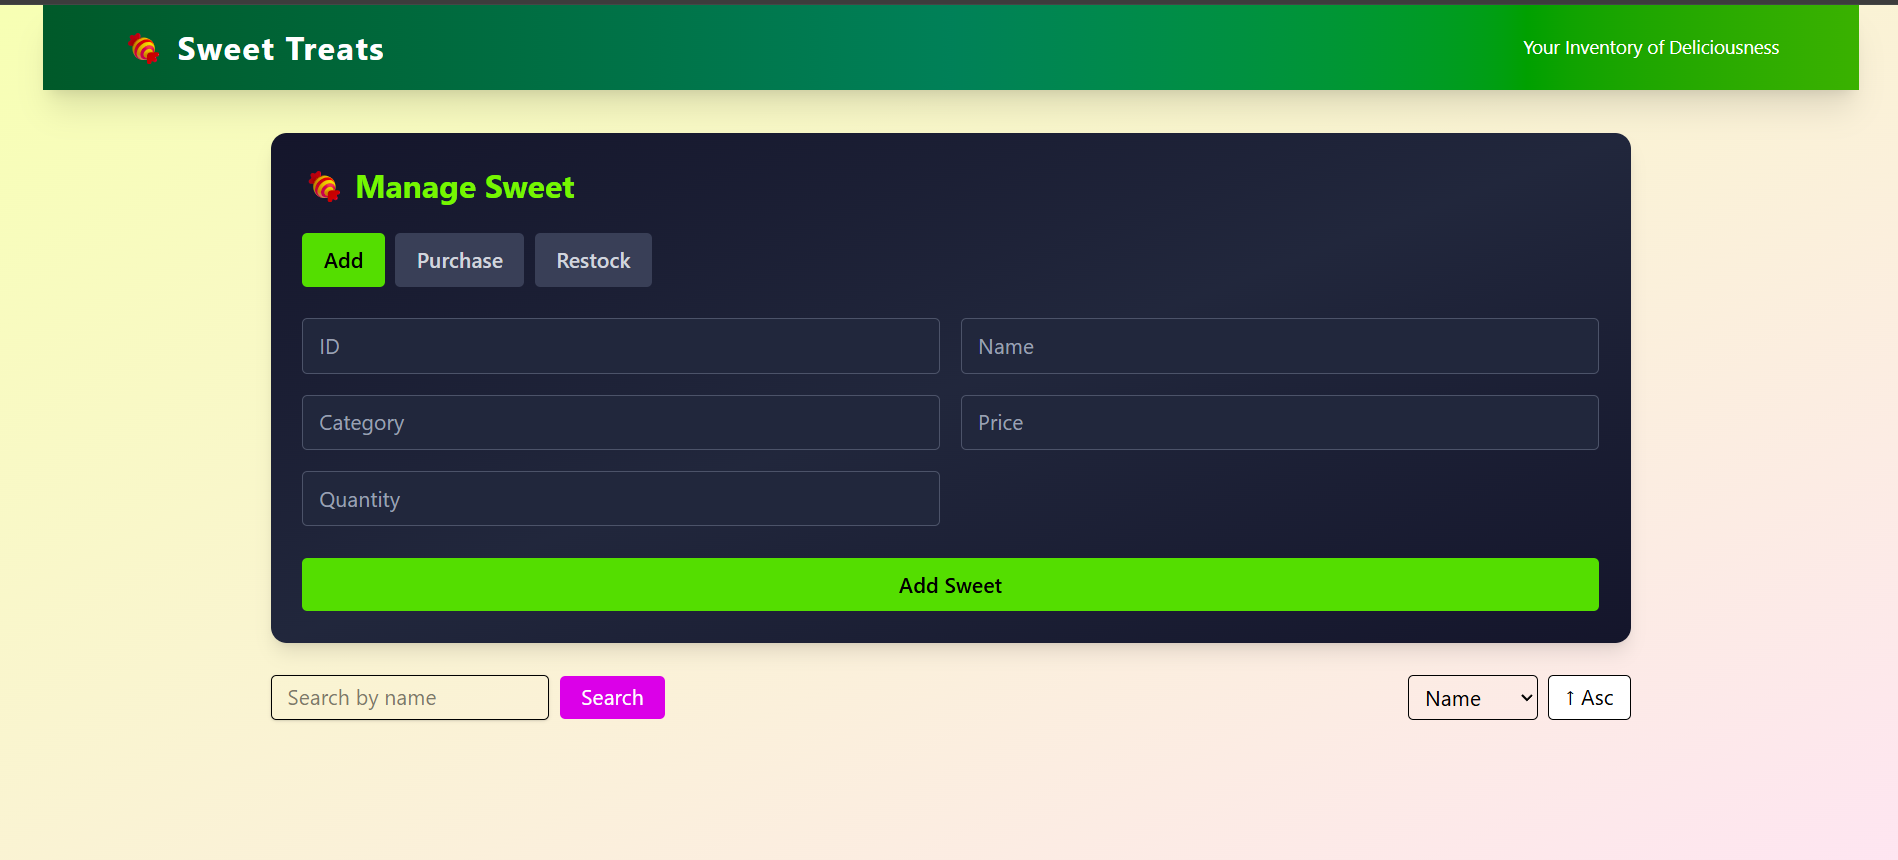 Sweet Treats
Your Inventory of Deliciousness
Manage Sweet
Add
Purchase
Restock
ID
Name
Category
Price
Quantity
Add Sweet
Search by name
Search
Name
↑ Asc